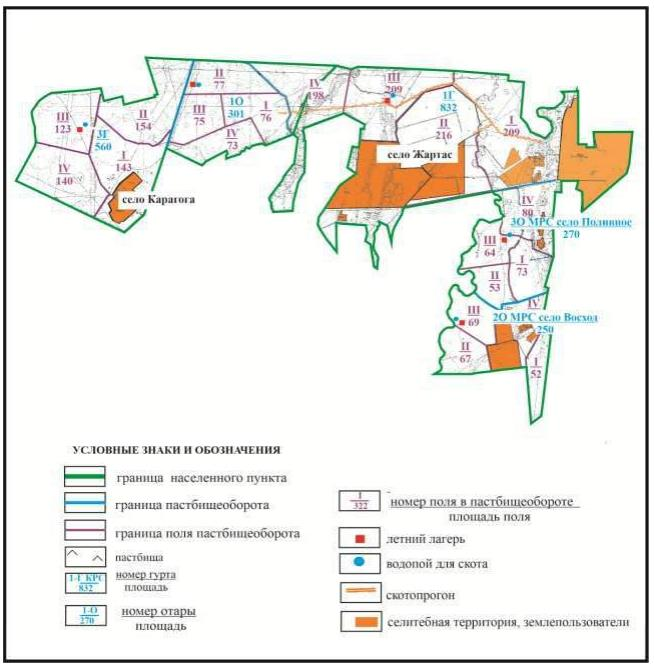 II
77
III
75
1О
301
I
76
IV
73
IV
198
III
209
1Г
832
II
216
I
209
село Жартас
III
123
3Г
560
II
154
I
143
IV
140
село Карагога
IV
80
3О МРС село Поливное
270
III
64
I
73
II
53
IV
2О МРС село Восход
250
III
69
II
67
I
52
УСЛОВНЫЕ ЗНАКИ И ОБОЗНАЧЕНИЯ
граница населенного пункта
граница пастбищеоборота
граница поля пастбищеоборота
пастбища
1-Г КРС
832
номер гурта
площадь
1-О
270
номер отары
площадь
I
322
номер поля в пастбищеобороте
площадь поля
летний лагерь
водопой для скота
скотопрогон
селитебная территория, землепользователи